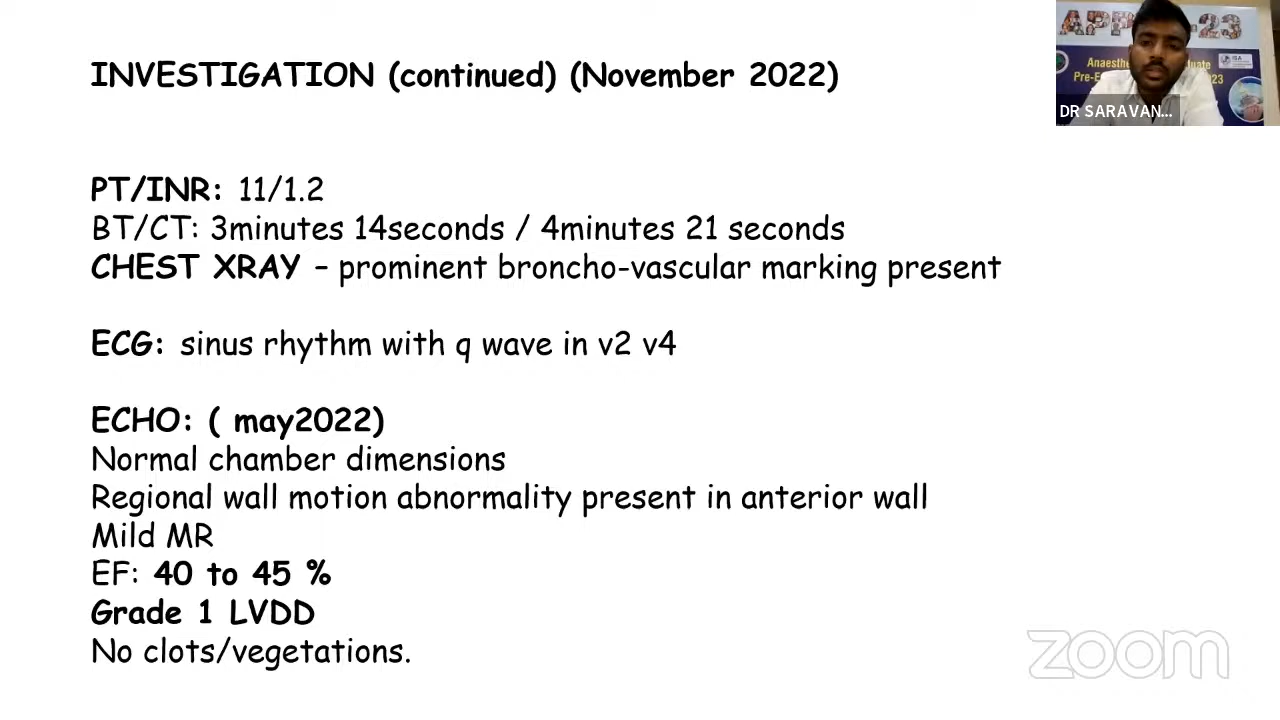 INVESTIGATION (continued) (November 2022)
PT/INR: 11/1.2
BT/CT: 3minutes 14seconds / 4minutes 21 seconds
CHEST XRAY – prominent broncho-vascular marking present
ECG: sinus rhythm with q wave in v2 v4
ECHO: ( may2022)
Normal chamber dimensions
Regional wall motion abnormality present in anterior wall
Mild MR
EF: 40 to 45 %
Grade 1 LVDD
No clots/vegetations.
DR SARAVAN...
zoom